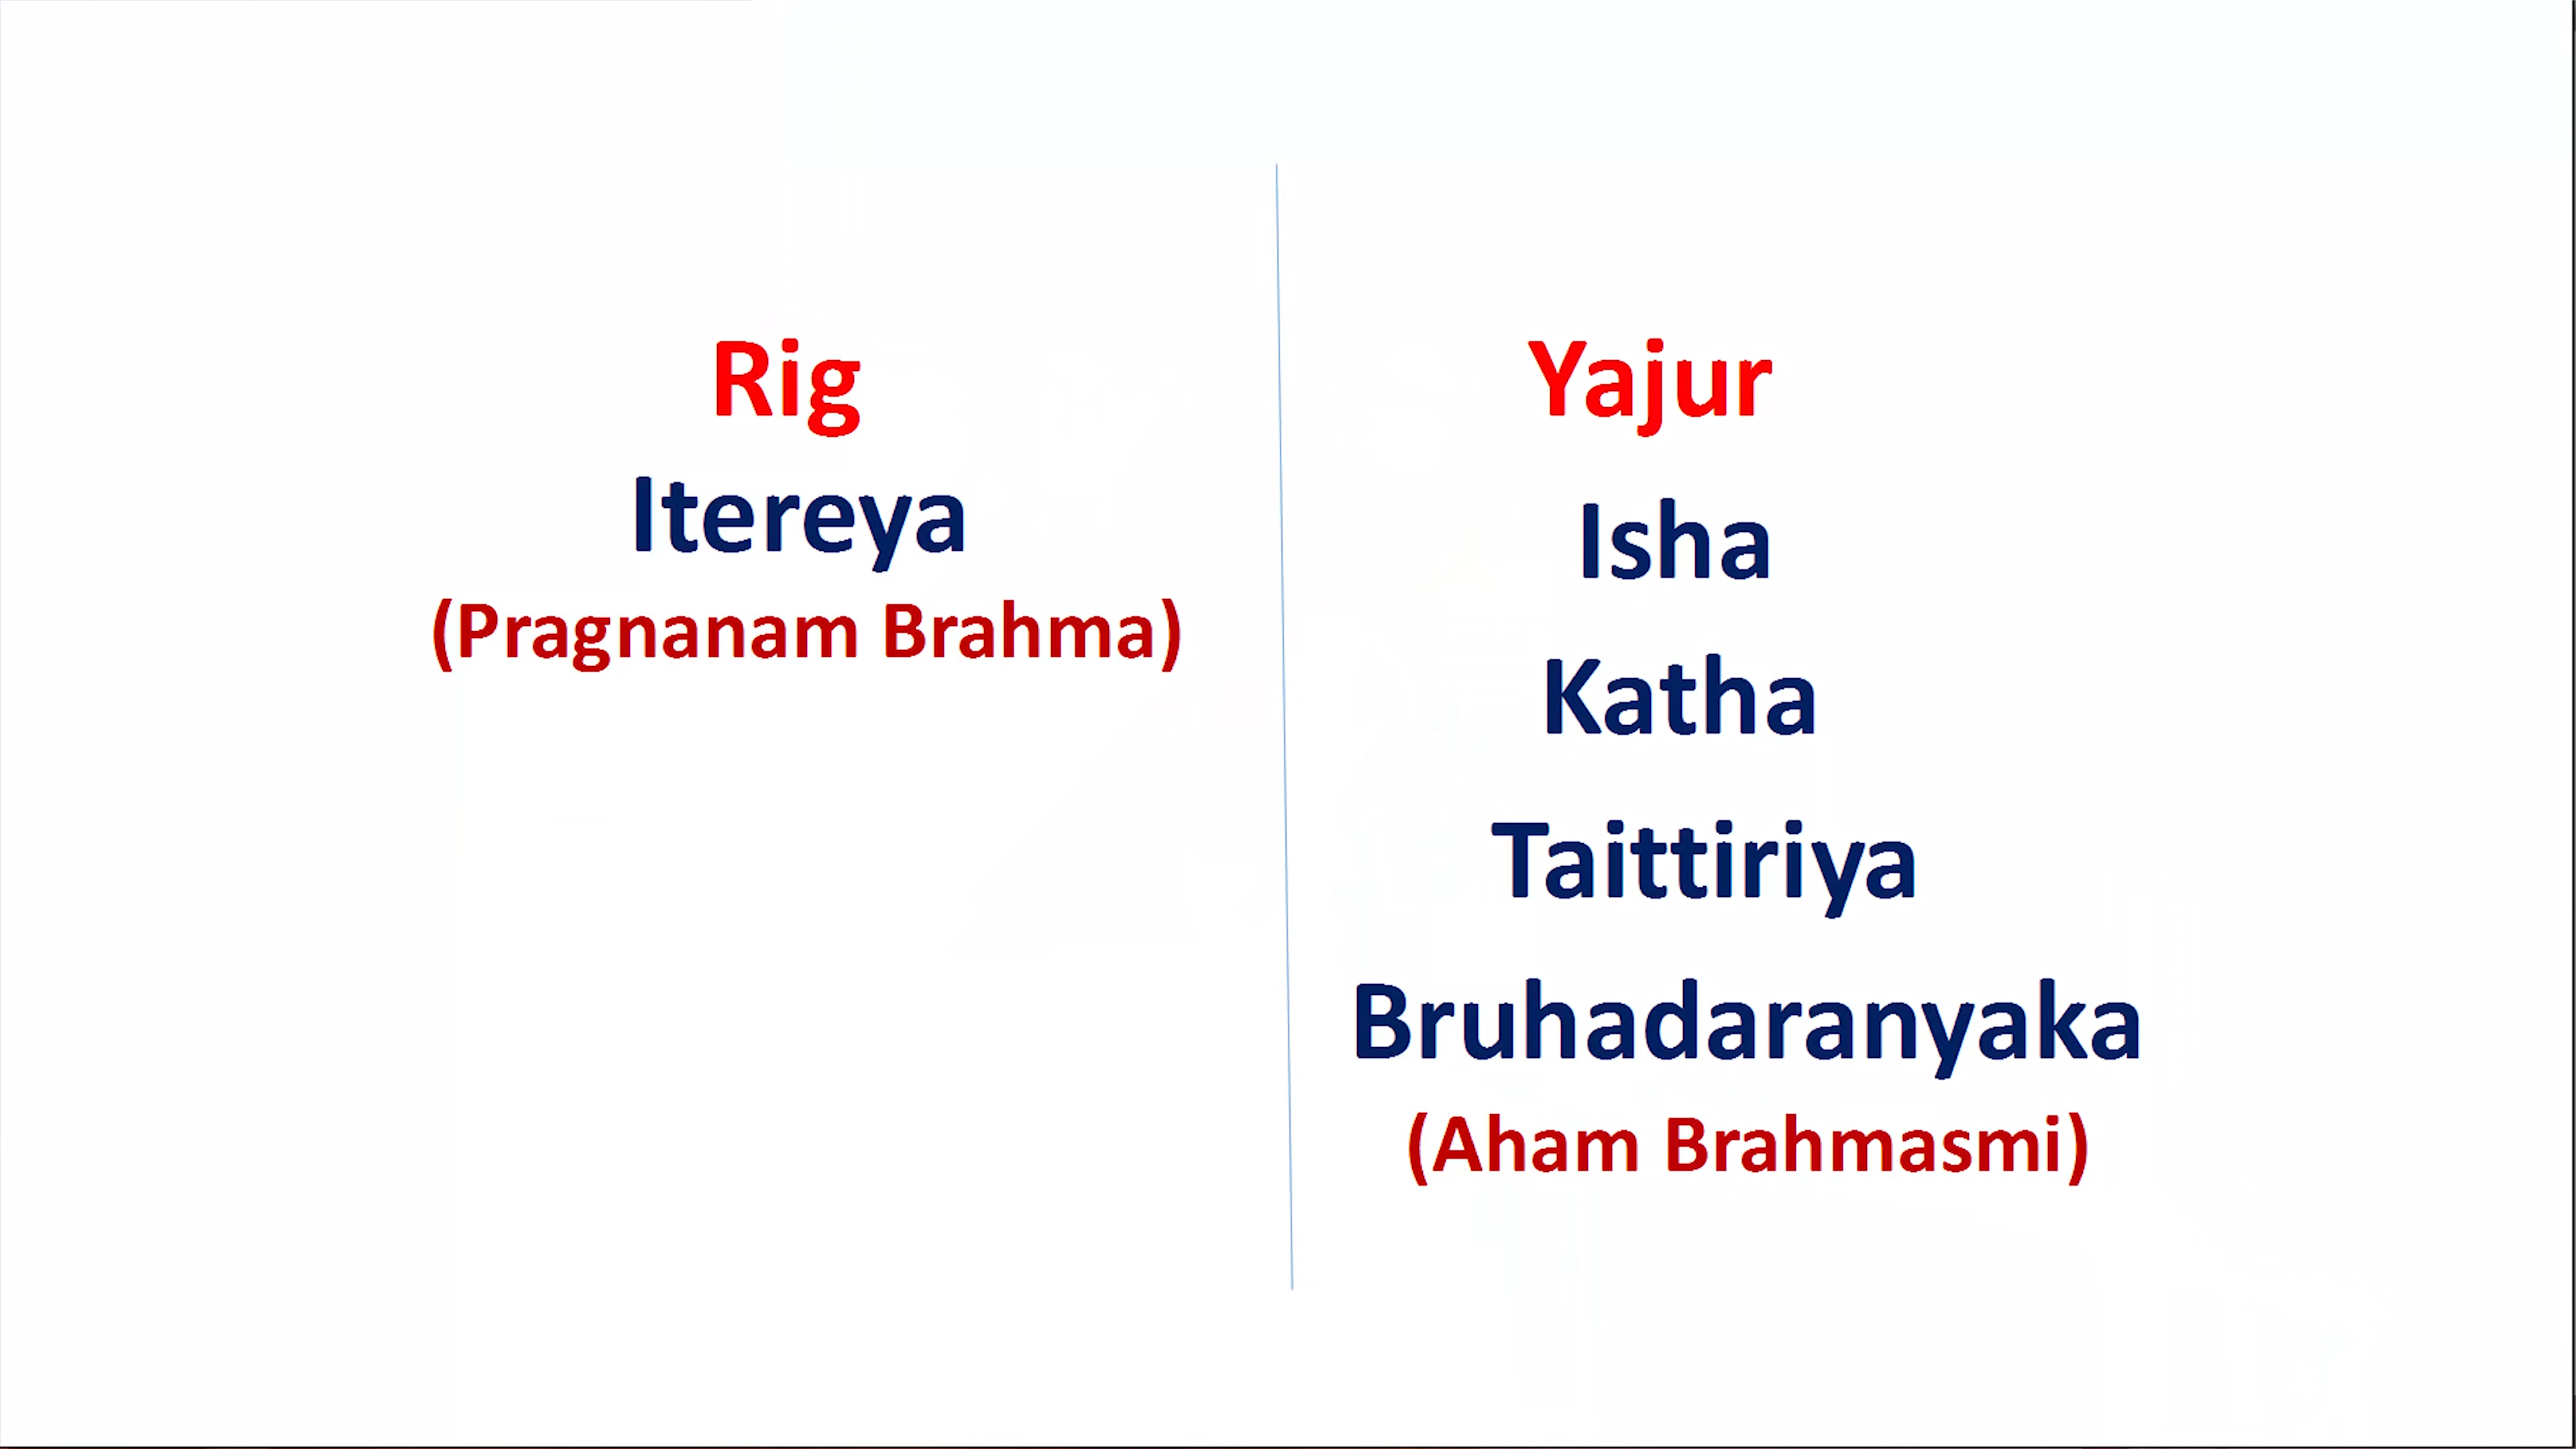 Rig
Itereya
(Pragnanam Brahma)
Yajur
Isha
Katha
Taittiriya
Bruhadaranyaka
(Aham Brahmasmi)